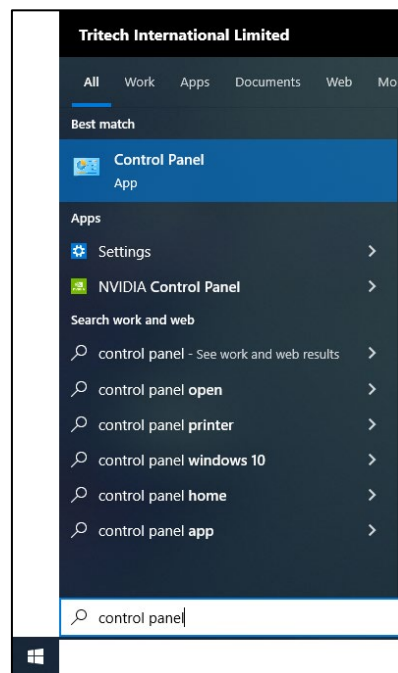 Tritech International Limited
All Work Apps Documents Web Mo
Best match
Control Panel
App
Apps
Settings
NVIDIA Control Panel
Search work and web
control panel - See work and web results
control panel open
control panel printer
control panel windows 10
control panel home
control panel app
control panel